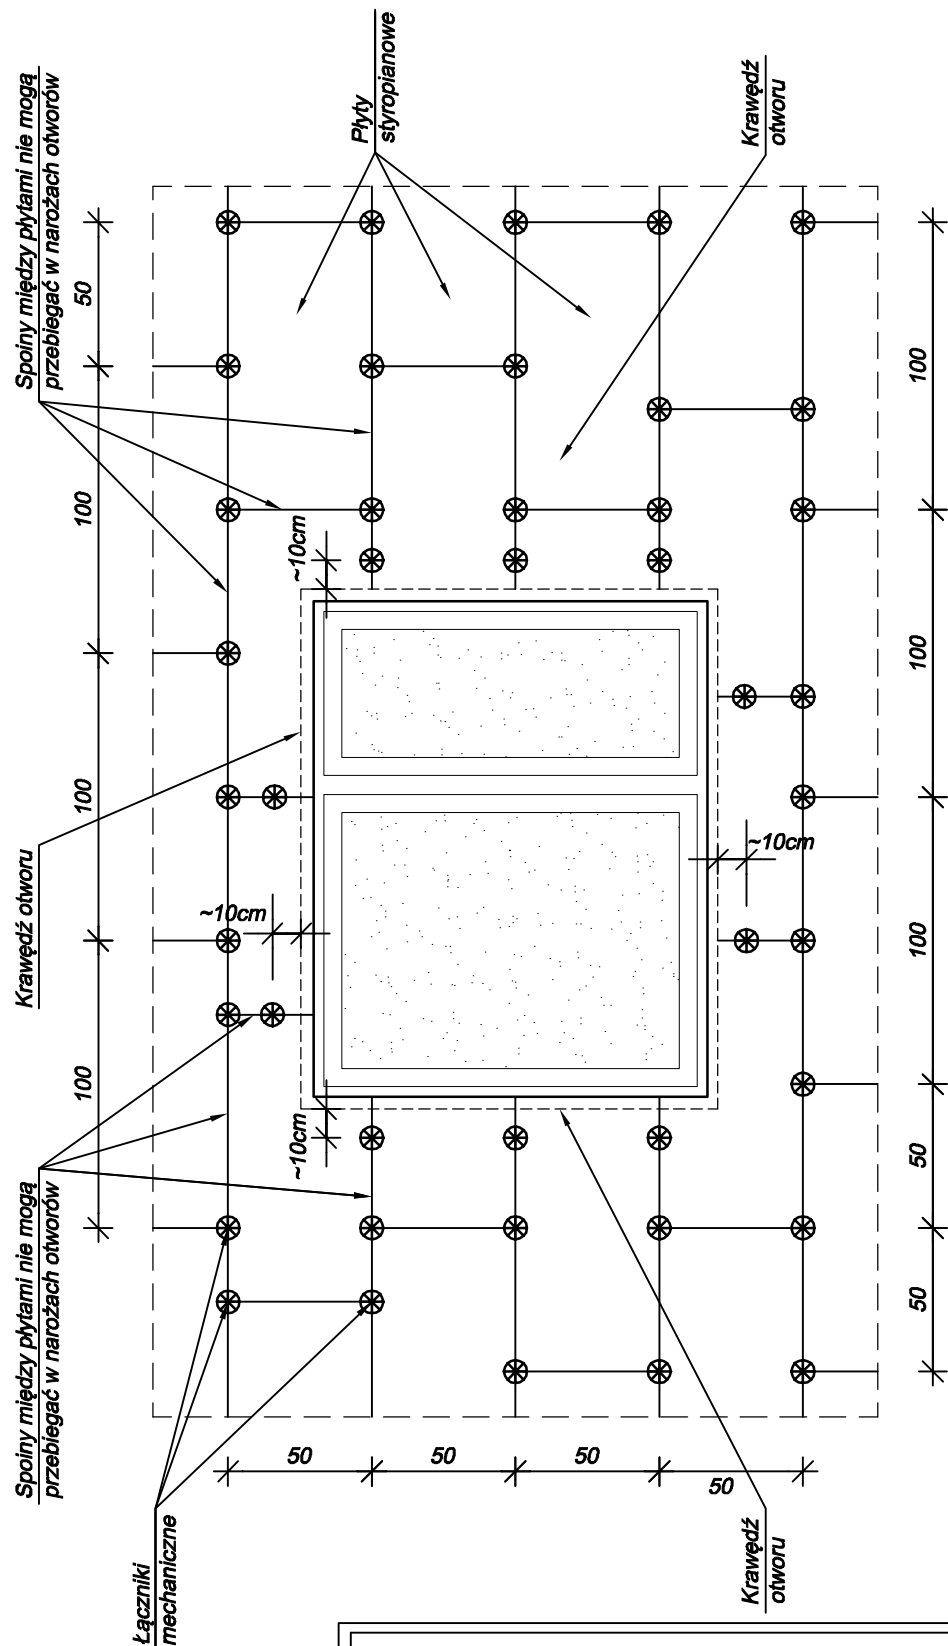 Spoiny między płytami nie mogą
przebiegać w narożach otworów
Płyty
styropianowe
Krawędź
otworu
50
100
100
100
~10cm
Krawędź otworu
~10cm
~10cm
~10cm
100
100
100
50
50
Spoiny między płytami nie mogą
przebiegać w narożach otworów
Łączniki
mechaniczne
50
50
50
50
Krawędź
otworu